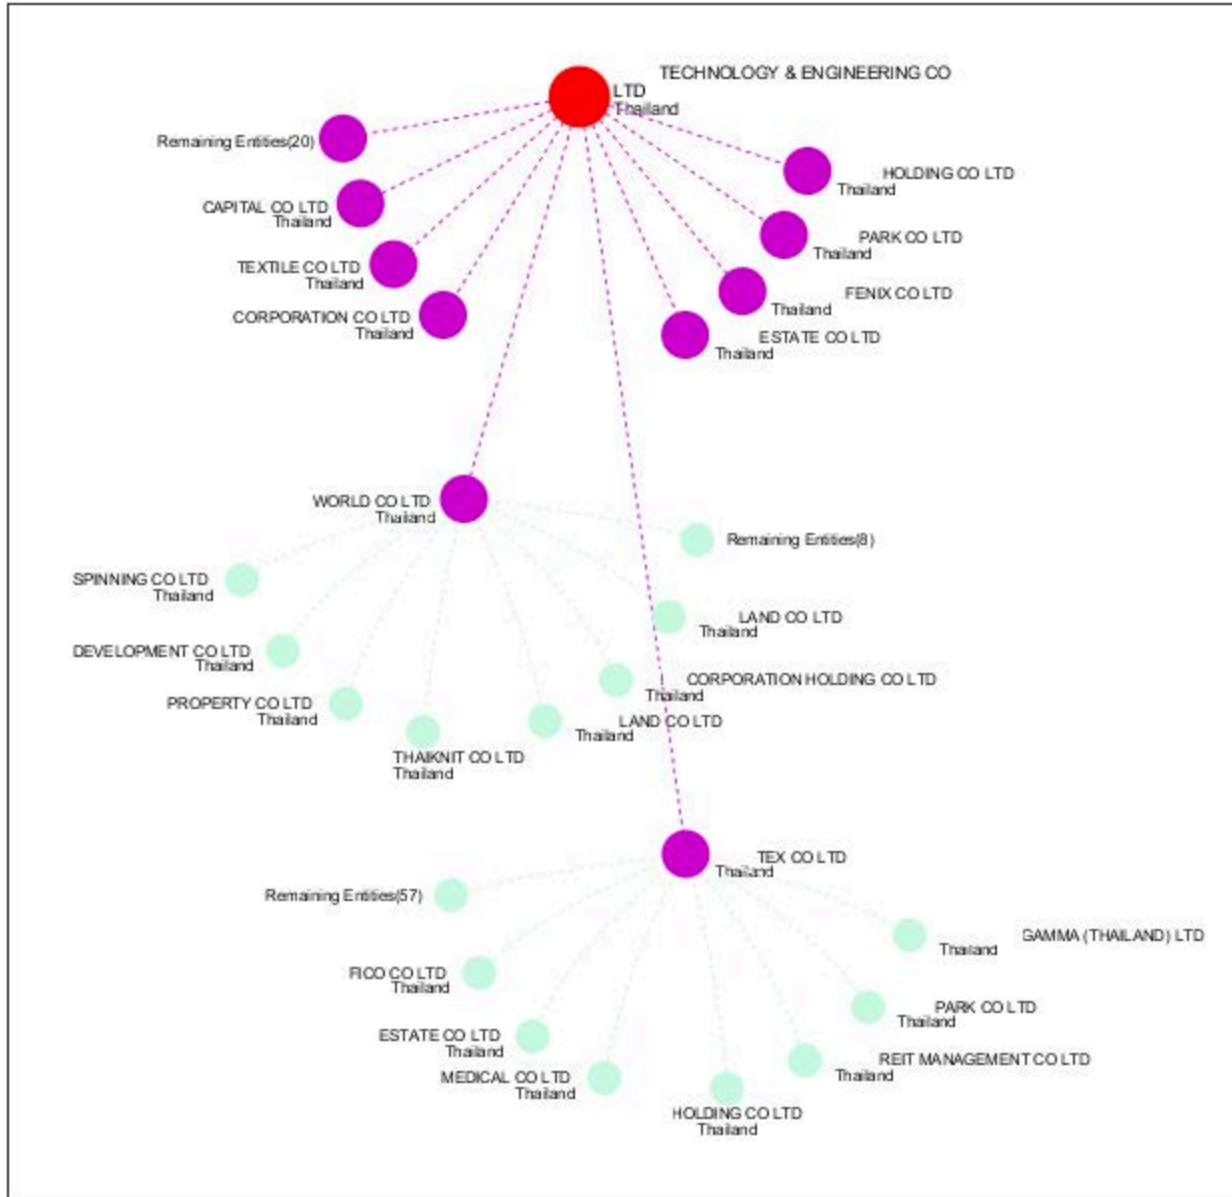 TECHNOLOGY & ENGINEERING CO
LTD
Thailand
Remaining Entities(20)
CAPITAL CO LTD
Thailand
TEXTILE CO LTD
Thailand
CORPORATION CO LTD
Thailand
HOLDING CO LTD
Thailand
PARK CO LTD
Thailand
FENIX CO LTD
Thailand
ESTATE CO LTD
Thailand
WORLD CO LTD
Thailand
Remaining Entities(8)
SPINNING CO LTD
Thailand
LAND CO LTD
Thailand
DEVELOPMENT CO LTD
Thailand
CORPORATION HOLDING CO LTD
Thailand
PROPERTY CO LTD
Thailand
LAND CO LTD
Thailand
THAIKNIT CO LTD
Thailand
TEX CO LTD
Thailand
Remaining Entities(57)
GAMMA (THAILAND) LTD
Thailand
FICO CO LTD
Thailand
PARK CO LTD
Thailand
ESTATE CO LTD
Thailand
REIT MANAGEMENT CO LTD
Thailand
MEDICAL CO LTD
Thailand
HOLDING CO LTD
Thailand